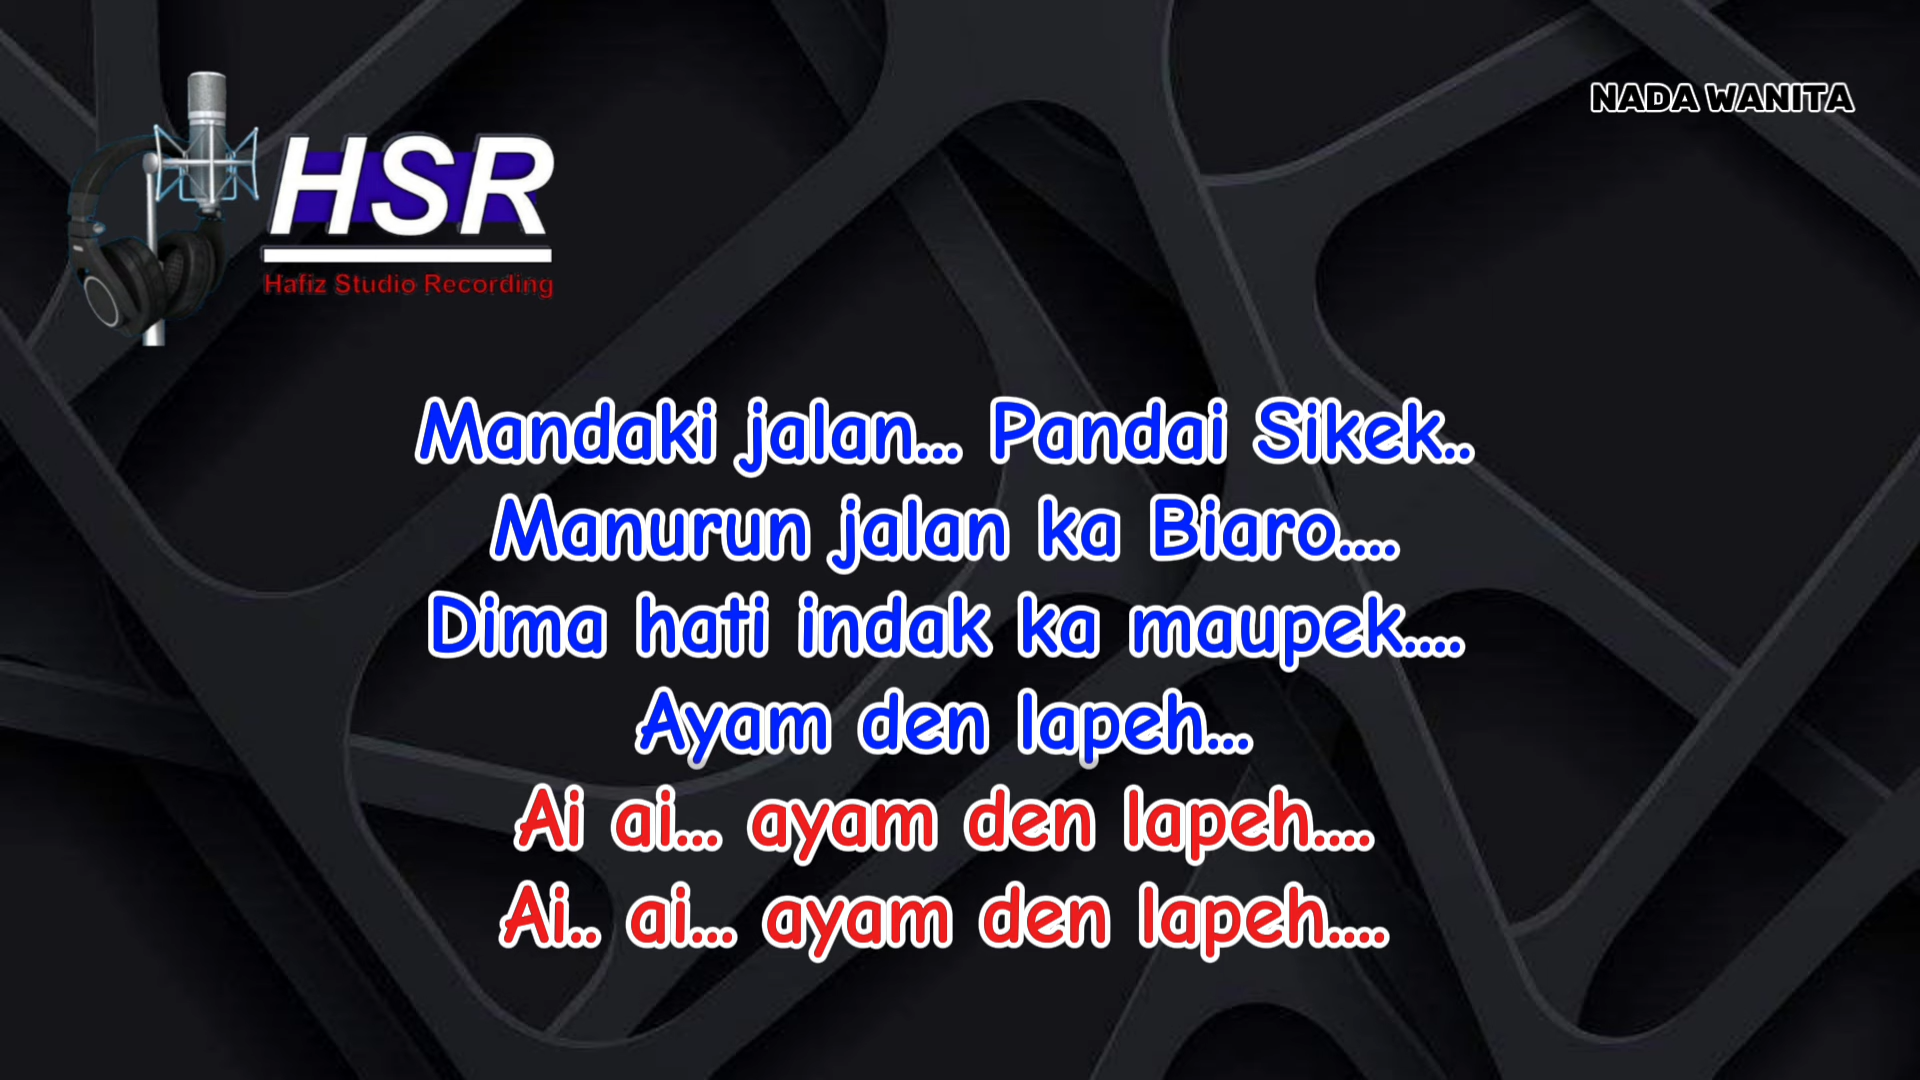 NADA WANITA
HSR
Hafiz Studio Recording
Mandaki jalan... Pandai Sikek..
Manurun jalan ka Biaro....
Dima hati indak ka maupek....
Ayam den lapeh...
Ai ai... ayam den lapeh....
Ai.. ai... ayam den lapeh....